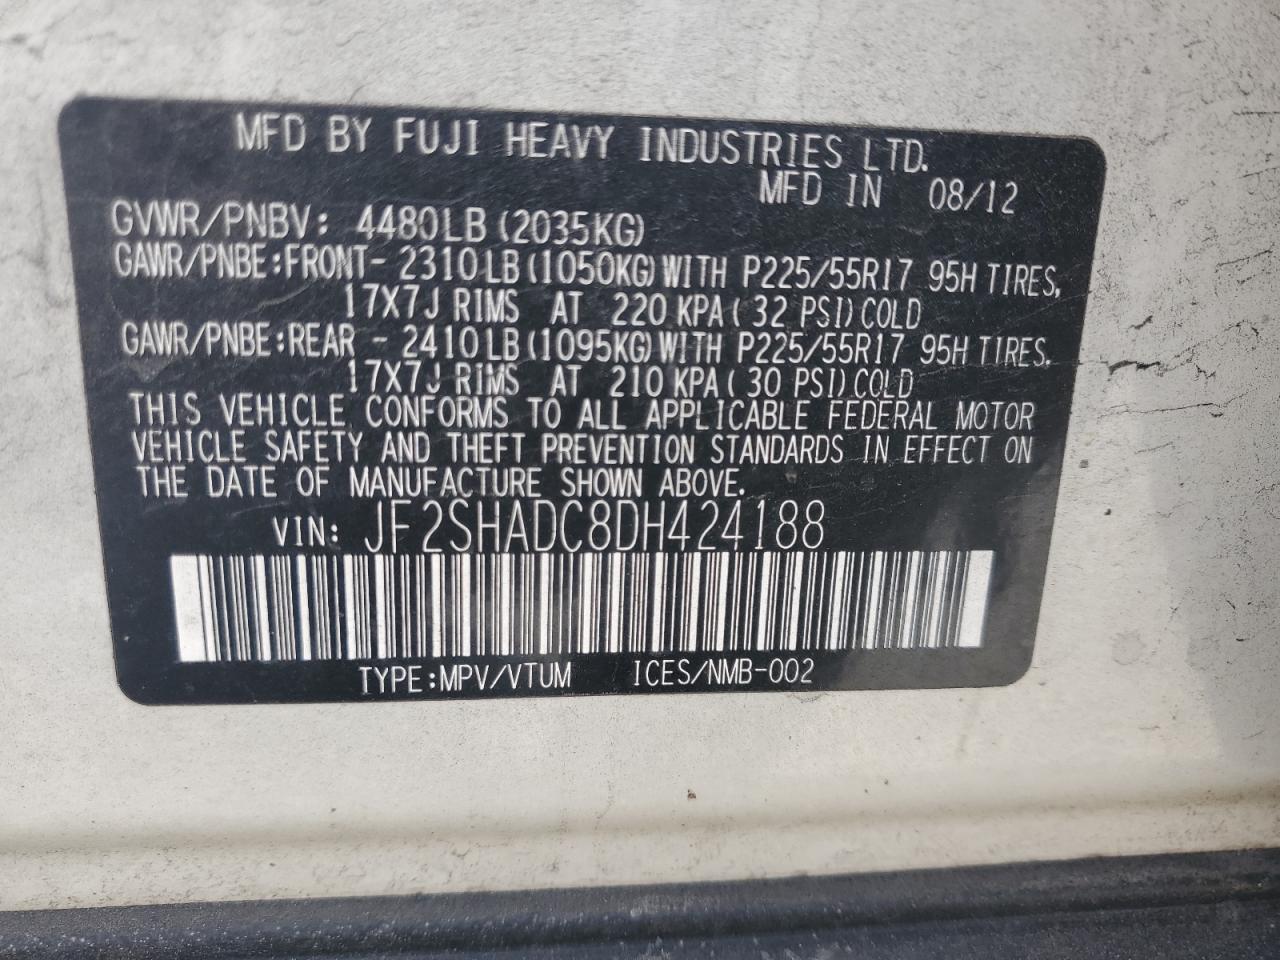 MFD BY FUJI HEAVY INDUSTRIES LTD.
MFD IN 08/12
GVWR/PNBV: 4480LB (2035KG)
GAWR/PNBE:FRONT- 2310LB (1050KG) WITH P225/55R17 95H TIRES,
17X7J RIMS AT 220 KPA ( 32 PSI) COLD
GAWR/PNBE:REAR - 2410LB (1095KG) WITH P225/55R17 95H TIRES.
17X7J RIMS AT 210 KPA ( 30 PSI) COLD
THIS VEHICLE CONFORMS TO ALL APPLICABLE FEDERAL MOTOR
VEHICLE SAFETY AND THEFT PREVENTION STANDARDS IN EFFECT ON
THE DATE OF MANUFACTURE SHOWN ABOVE.
VIN: JF2SHADC8DH424188
TYPE:MPV/VTUM ICES/NMB-002